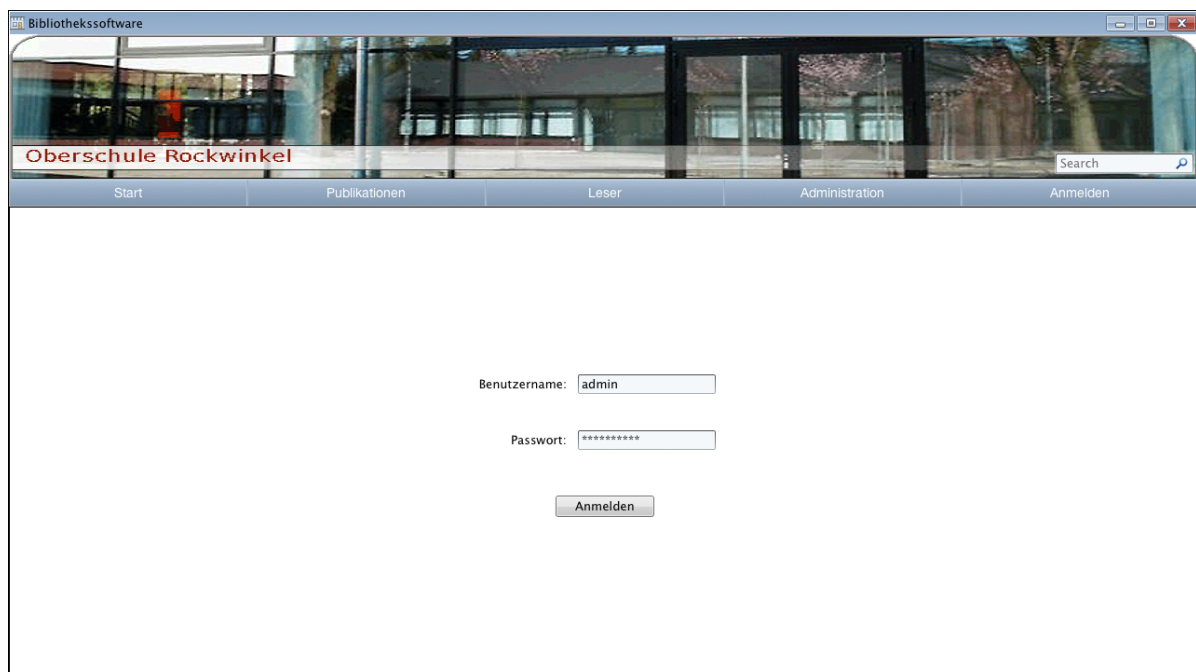 Bibliothekssoftware
Oberschule Rockwinkel
Search
Start Publikationen Leser Administration Anmelden
Benutzername: admin
Passwort: **********
Anmelden